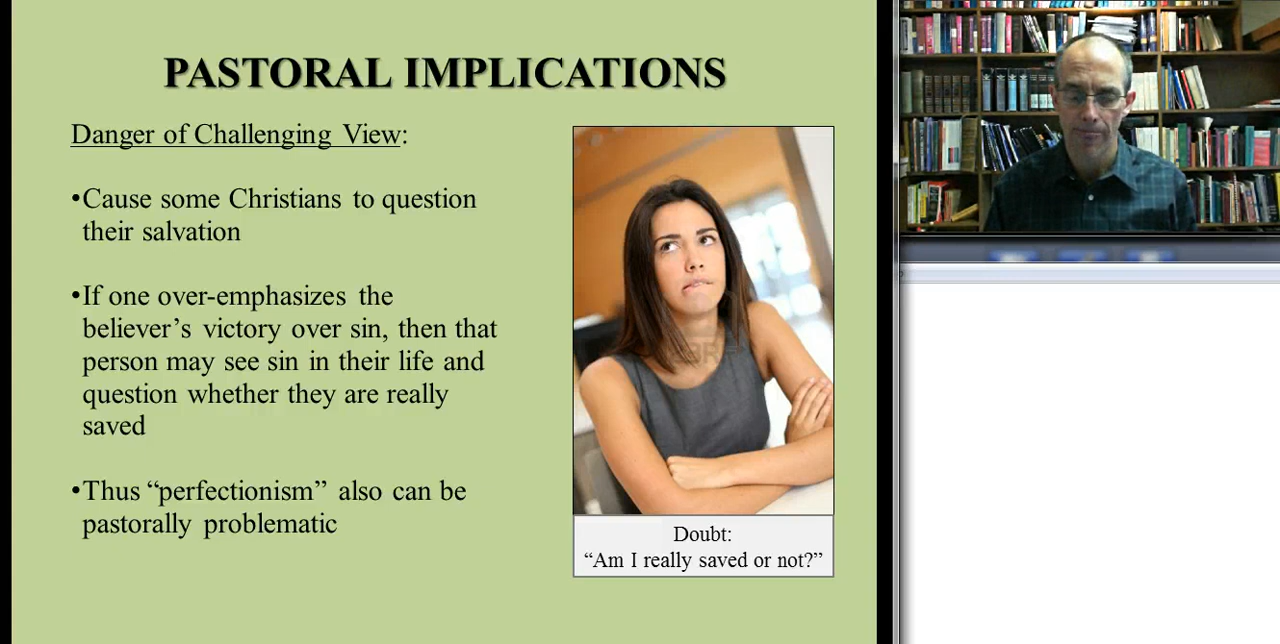 PASTORAL IMPLICATIONS
Danger of Challenging View:
•Cause some Christians to question
their salvation
•If one over-emphasizes the
believer’s victory over sin, then that
person may see sin in their life and
question whether they are really
saved
•Thus “perfectionism” also can be
pastorally problematic
Doubt:
“Am I really saved or not?”